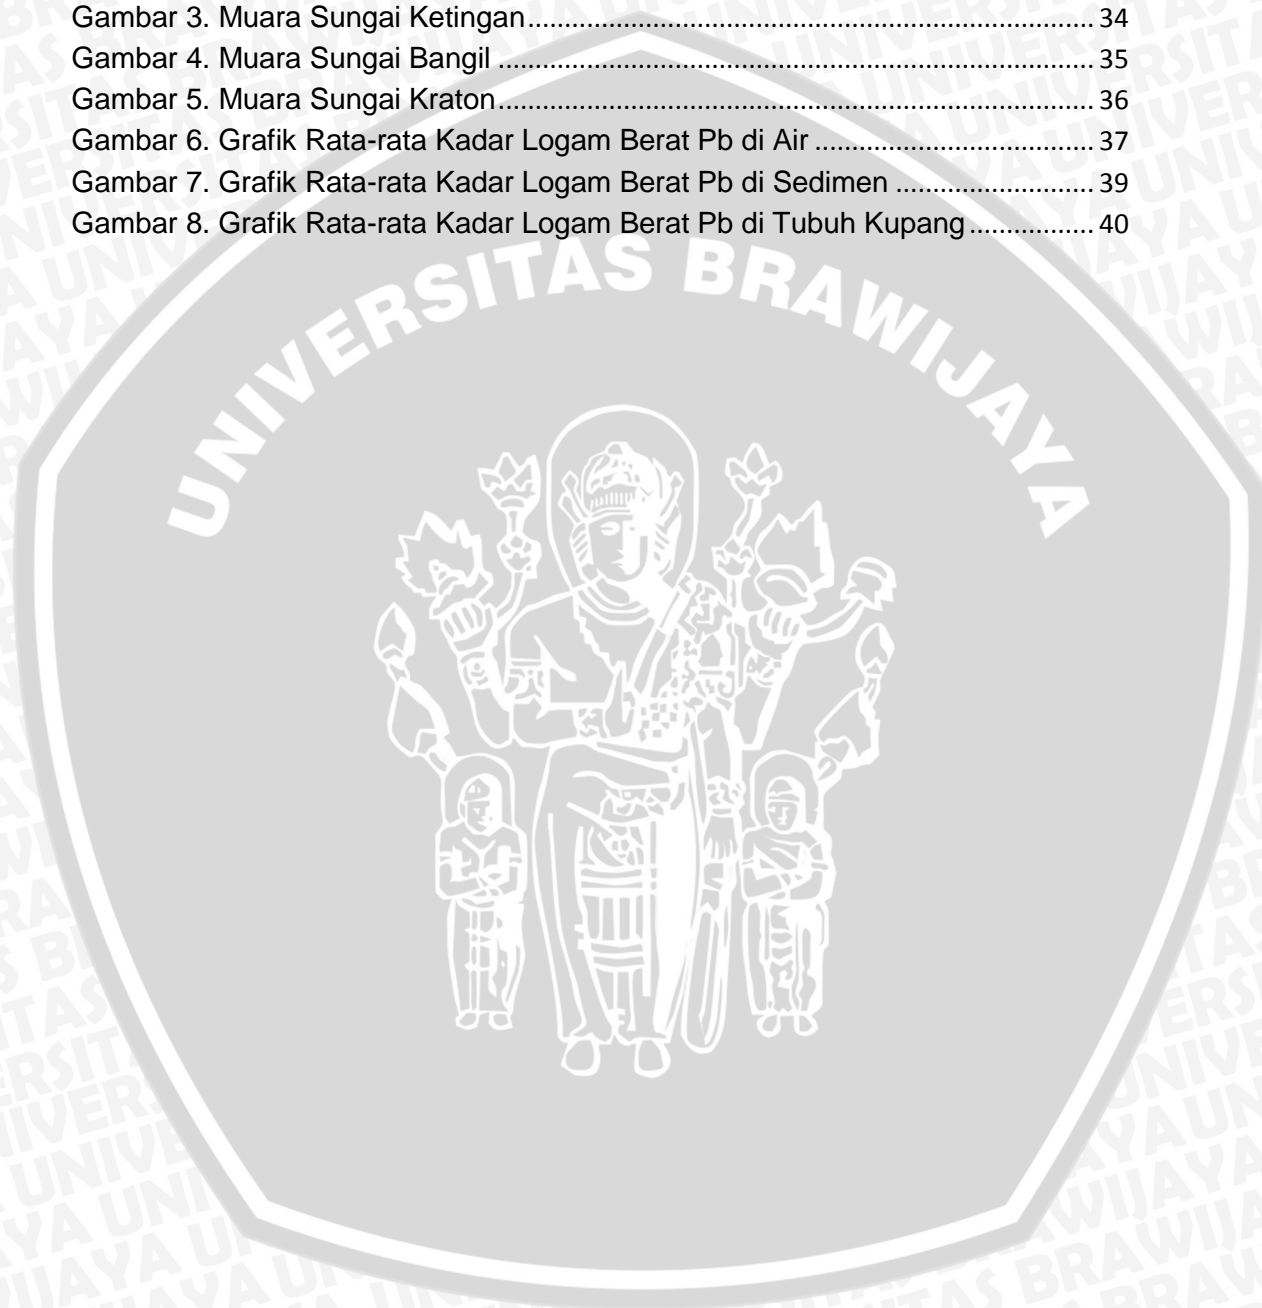 Gambar 3. Muara Sungai Ketingan........................................................................ 34
Gambar 4. Muara Sungai Bangil ............................................................................ 35
Gambar 5. Muara Sungai Kraton............................................................................ 36
Gambar 6. Grafik Rata-rata Kadar Logam Berat Pb di Air .................................... 37
Gambar 7. Grafik Rata-rata Kadar Logam Berat Pb di Sedimen ......................... 39
Gambar 8. Grafik Rata-rata Kadar Logam Berat Pb di Tubuh Kupang................ 40
UNIVERSITAS BRAWIJAYA